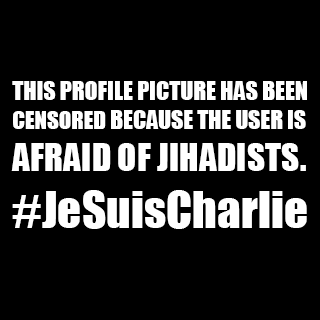 THIS PROFILE PICTURE HAS BEEN
CENSORED BECAUSE THE USER IS
AFRAID OF JIHADISTS.
#JeSuisCharlie